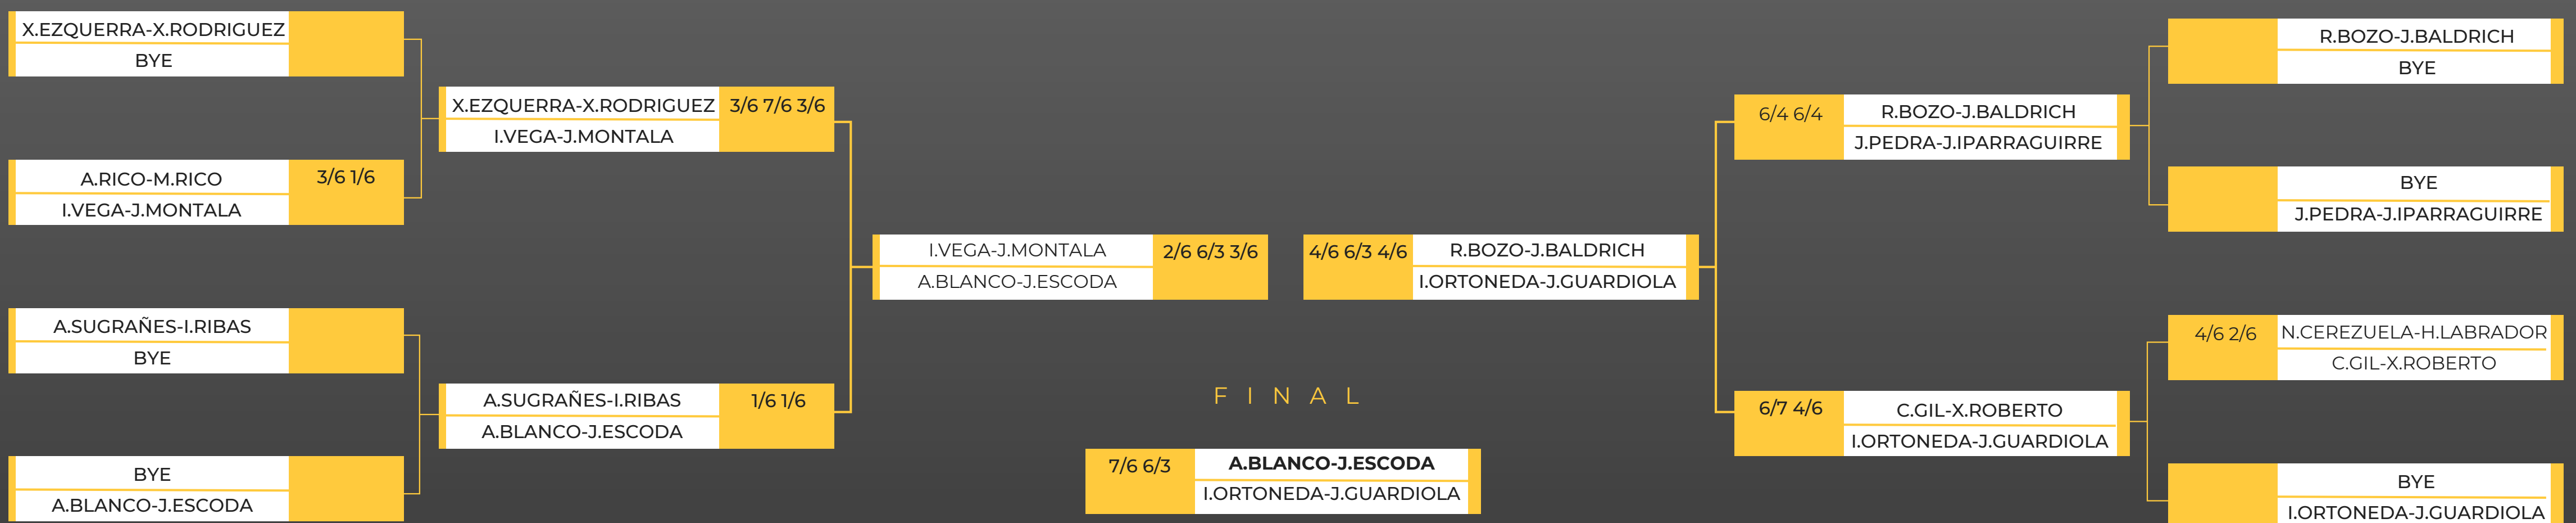 X.EZQUERRA-X.RODRIGUEZ
BYE
A.RICO-M.RICO 3/6 1/6
I.VEGA-J.MONTALA
A.SUGRAÑES-I.RIBAS
BYE
BYE
A.BLANCO-J.ESCODA
X.EZQUERRA-X.RODRIGUEZ 3/6 7/6 3/6
I.VEGA-J.MONTALA
A.SUGRAÑES-I.RIBAS 1/6 1/6
A.BLANCO-J.ESCODA
I.VEGA-J.MONTALA 2/6 6/3 3/6
A.BLANCO-J.ESCODA
4/6 6/3 4/6 R.BOZO-J.BALDRICH
I.ORTONEDA-J.GUARDIOLA
FINAL
7/6 6/3 A.BLANCO-J.ESCODA
I.ORTONEDA-J.GUARDIOLA
6/4 6/4 R.BOZO-J.BALDRICH
J.PEDRA-J.IPARRAGUIRRE
6/7 4/6 C.GIL-X.ROBERTO
I.ORTONEDA-J.GUARDIOLA
R.BOZO-J.BALDRICH
BYE
BYE
J.PEDRA-J.IPARRAGUIRRE
4/6 2/6 N.CEREZUELA-H.LABRADOR
C.GIL-X.ROBERTO
BYE
I.ORTONEDA-J.GUARDIOLA